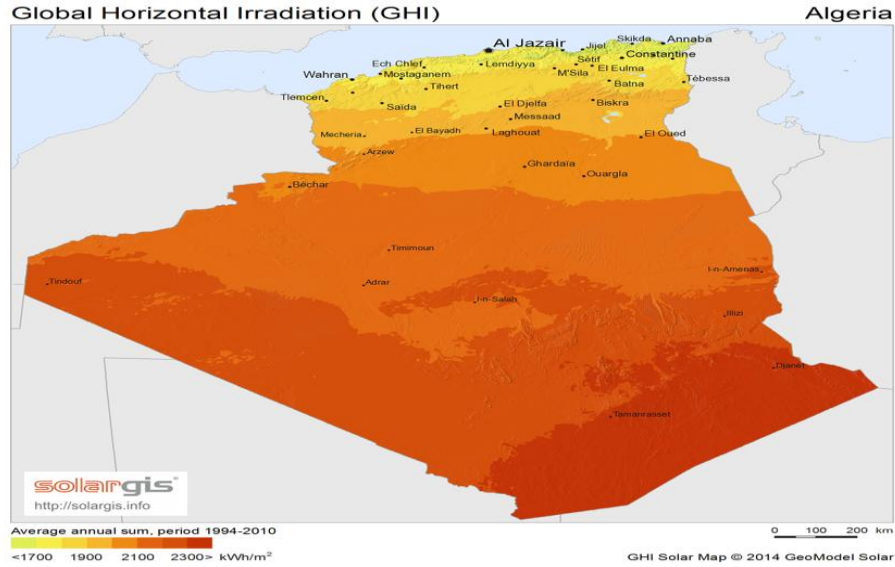 Global Horizontal Irradiation (GHI)
Algeria
Al Jazair
Jijel
Skikda
Annaba
Constantine
Ech Chlef
Lemdiyya
Sétif
El Eulma
M'Sila
Wahran
Mostaganem
Tihert
Batna
Tébessa
Tlemcen
Saïda
El Djelfa
Biskra
Messaad
Mecheria
El Bayadh
Laghouat
El Oued
Arzew
Ghardaïa
Ouargla
Béchar
Timimoun
Tindouf
Adrar
I-n-Amenas
I-n-Salah
Illizi
Djanet
Tamanrasset
solargis
http://solargis.info
Average annual sum, period 1994-2010
<1700 1900 2100 2300> kWh/m²
0 100 200 km
GHI Solar Map © 2014 GeoModel Solar